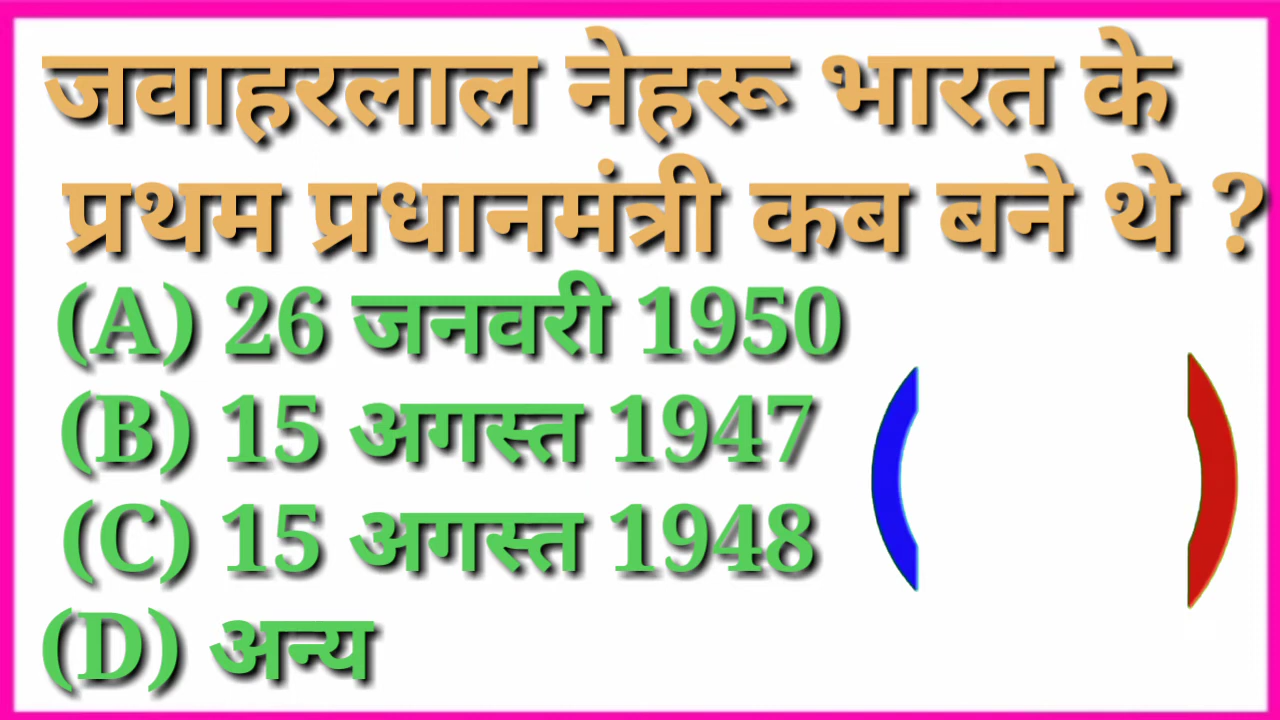 जवाहरलाल नेहरू भारत के
प्रथम प्रधानमंत्री कब बने थे ?
(A) 26 जनवरी 1950
(B) 15 अगस्त 1947
(C) 15 अगस्त 1948
(D) अन्य